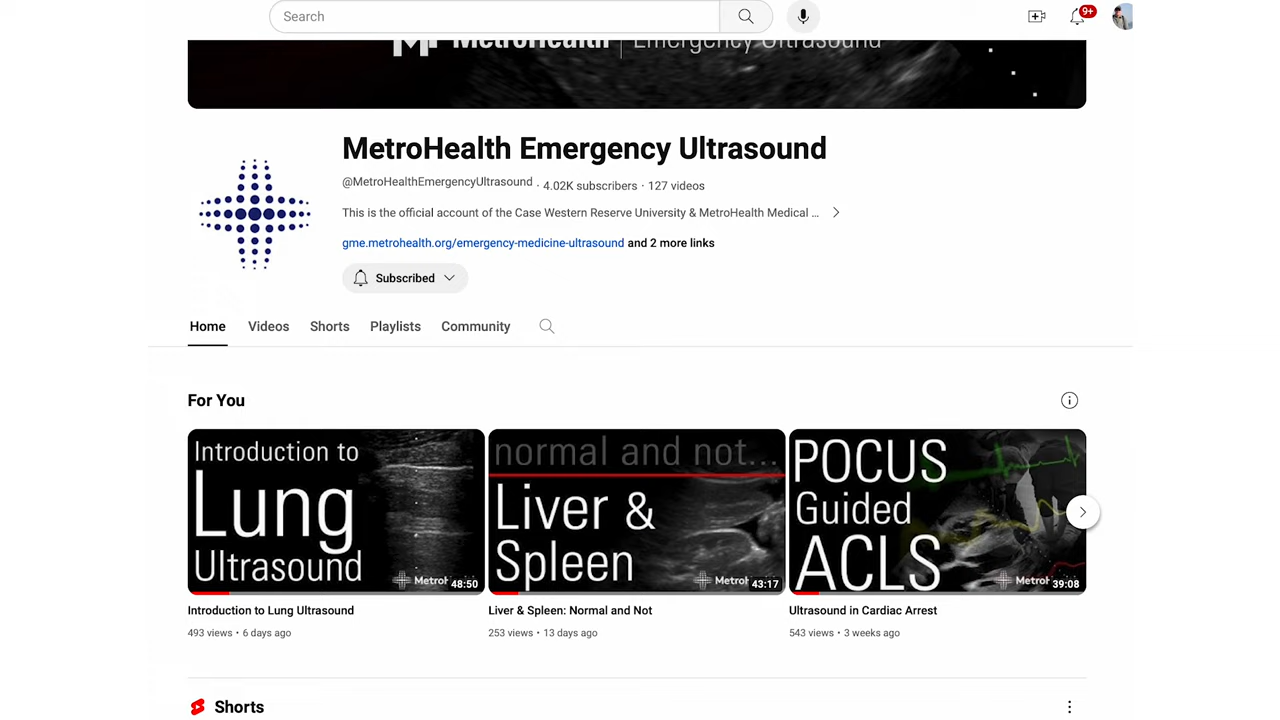 Search
9+
MetroHealth | Emergency Ultrasound
MetroHealth Emergency Ultrasound
@MetroHealthEmergencyUltrasound · 4.02K subscribers · 127 videos
This is the official account of the Case Western Reserve University & MetroHealth Medical ...
gme.metrohealth.org/emergency-medicine-ultrasound and 2 more links
Subscribed
Home Videos Shorts Playlists Community
For You
Introduction to
Lung
Ultrasound
Metrol 48:50
Introduction to Lung Ultrasound
493 views • 6 days ago
normal and not...
Liver &
Spleen
Metrol 43:17
Liver & Spleen: Normal and Not
253 views • 13 days ago
POCUS
Guided
ACLS
Metrol 39:08
Ultrasound in Cardiac Arrest
543 views • 3 weeks ago
Shorts